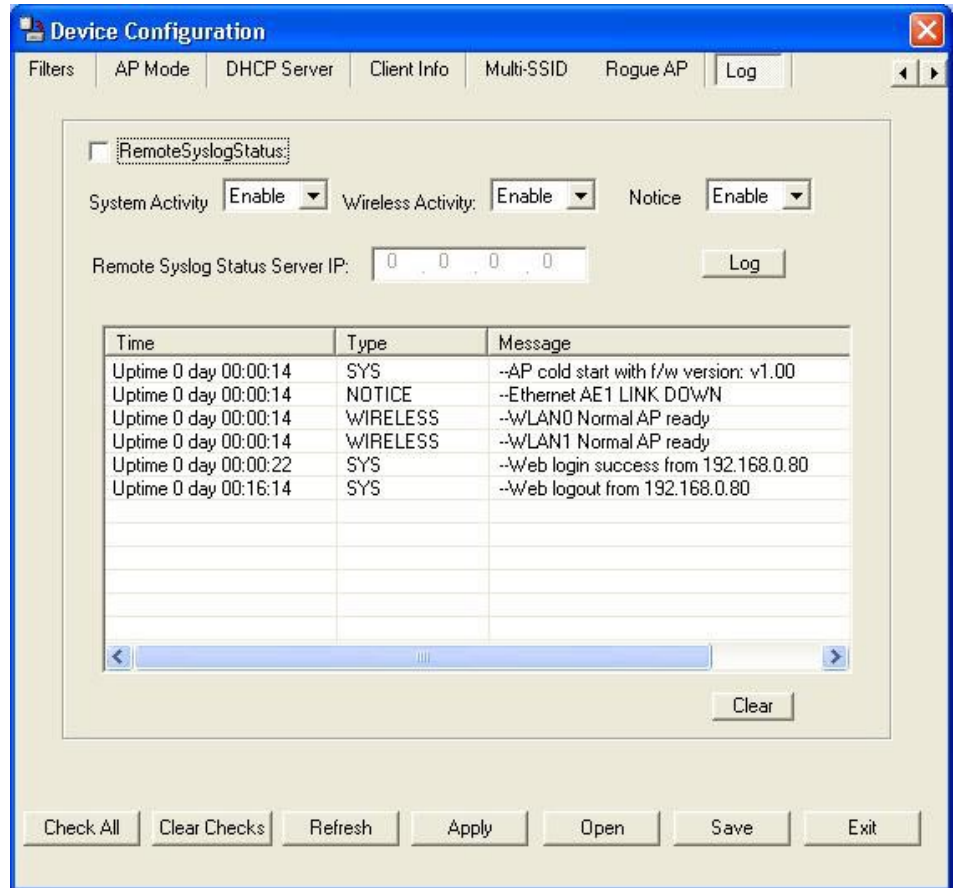 Device Configuration
Filters AP Mode DHCP Server Client Info Multi-SSID Rogue AP Log
RemoteSyslogStatus:
System Activity Enable Wireless Activity: Enable Notice Enable
Remote Syslog Status Server IP: 0 . 0 . 0 . 0 Log
Time Type Message
Uptime 0 day 00:00:14 SYS --AP cold start with f/w version: v1.00
Uptime 0 day 00:00:14 NOTICE --Ethernet AE1 LINK DOWN
Uptime 0 day 00:00:14 WIRELESS --WLAN0 Normal AP ready
Uptime 0 day 00:00:14 WIRELESS --WLAN1 Normal AP ready
Uptime 0 day 00:00:22 SYS --Web login success from 192.168.0.80
Uptime 0 day 00:16:14 SYS --Web logout from 192.168.0.80
Clear
Check All Clear Checks Refresh Apply Open Save Exit